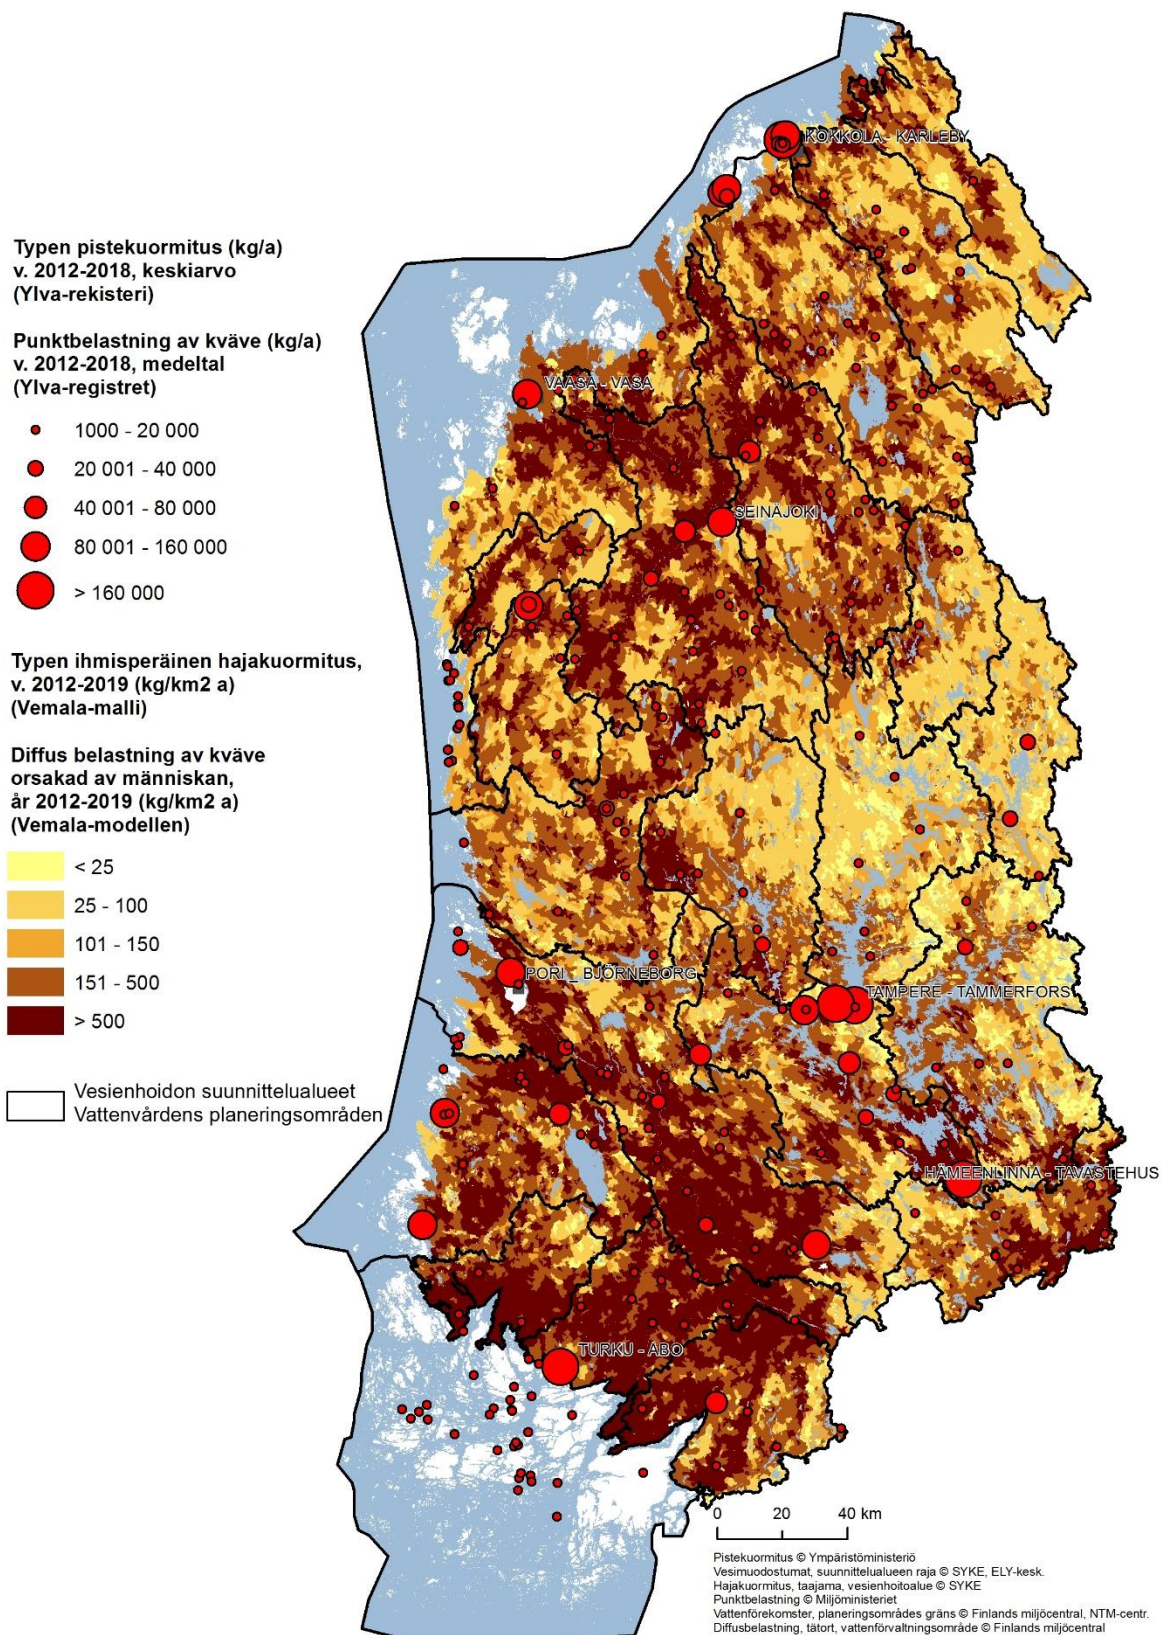 Typen pistekuormitus (kg/a)
v. 2012-2018, keskiarvo
(Ylva-rekisteri)
Punktbelastning av kväve (kg/a)
v. 2012-2018, medeltal
(Ylva-registret)
1000 - 20 000
20 001 - 40 000
40 001 - 80 000
80 001 - 160 000
> 160 000
Typen ihmisperäinen hajakuormitus,
v. 2012-2019 (kg/km2 a)
(Vemala-malli)
Diffus belastning av kväve
orsakad av människan,
år 2012-2019 (kg/km2 a)
(Vemala-modellen)
< 25
25 - 100
101 - 150
151 - 500
> 500
Vesienhoidon suunnittelualueet
Vattenvårdens planeringsområden
KOKKOLA - KARLEBY
VAASA - VASA
SEINÄJOKI
PORI_ BJÖRNEBORG
TAMPERE - TAMMERFORS
HÄMEENLINNA - TAVASTEHUS
TURKU - ÅBO
0 20 40 km
Pistekuormitus © Ympäristöministeriö
Vesimuodostumat, suunnittelualueen raja © SYKE, ELY-kesk.
Hajakuormitus, taajama, vesienhoitoalue © SYKE
Punktbelastning © Miljöministeriet
Vattenförekomster, planeringsområdes gräns © Finlands miljöcentral, NTM-centr.
Diffusbelastning, tätort, vattenförvaltningsområde © Finlands miljöcentral